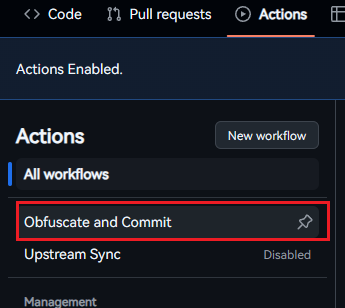 Code Pull requests Actions
Actions Enabled.
Actions New workflow
All workflows
Obfuscate and Commit
Upstream Sync Disabled
Management